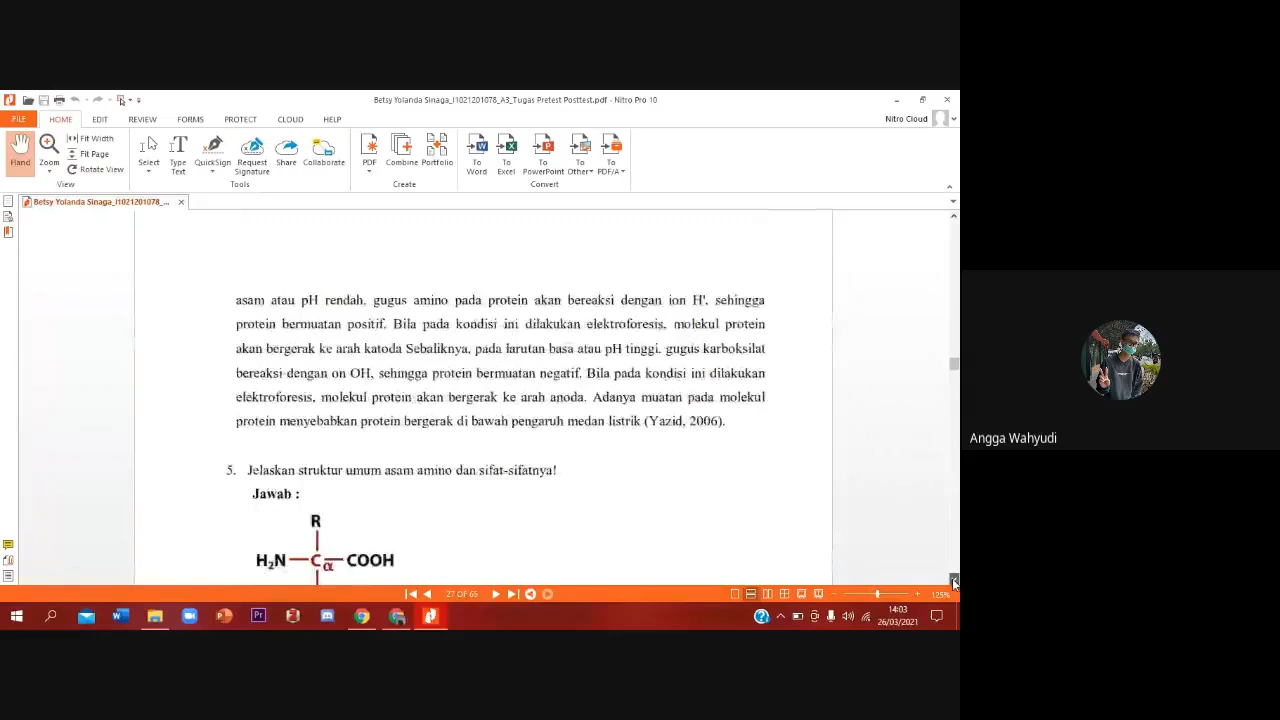 Betsy Yolanda Sinaga_I1021201078_A3_Tugas Pretest Posttest.pdf - Nitro Pro 10
FILE HOME EDIT REVIEW FORMS PROTECT CLOUD HELP
Nitro Cloud
Hand Zoom Fit Width Fit Page Rotate View
View
Select Type Text QuickSign Request Signature Share Collaborate
Tools
PDF Combine Portfolio
Create
To Word To Excel To PowerPoint To Other To PDF/A
Convert
Betsy Yolanda Sinaga_I1021201078_...
asam atau pH rendah, gugus amino pada protein akan bereaksi dengan ion H', sehingga
protein bermuatan positif. Bila pada kondisi ini dilakukan elektroforesis, molekul protein
akan bergerak ke arah katoda Sebaliknya, pada larutan basa atau pH tinggi. gugus karboksilat
bereaksi dengan on OH, sehingga protein bermuatan negatif. Bila pada kondisi ini dilakukan
elektroforesis, molekul protein akan bergerak ke arah anoda. Adanya muatan pada molekul
protein menyebabkan protein bergerak di bawah pengaruh medan listrik (Yazid, 2006).
5. Jelaskan struktur umum asam amino dan sifat-sifatnya!
Jawab :
R
H₂N C α COOH
27 OF 65
125%
14:03
26/03/2021
Angga Wahyudi